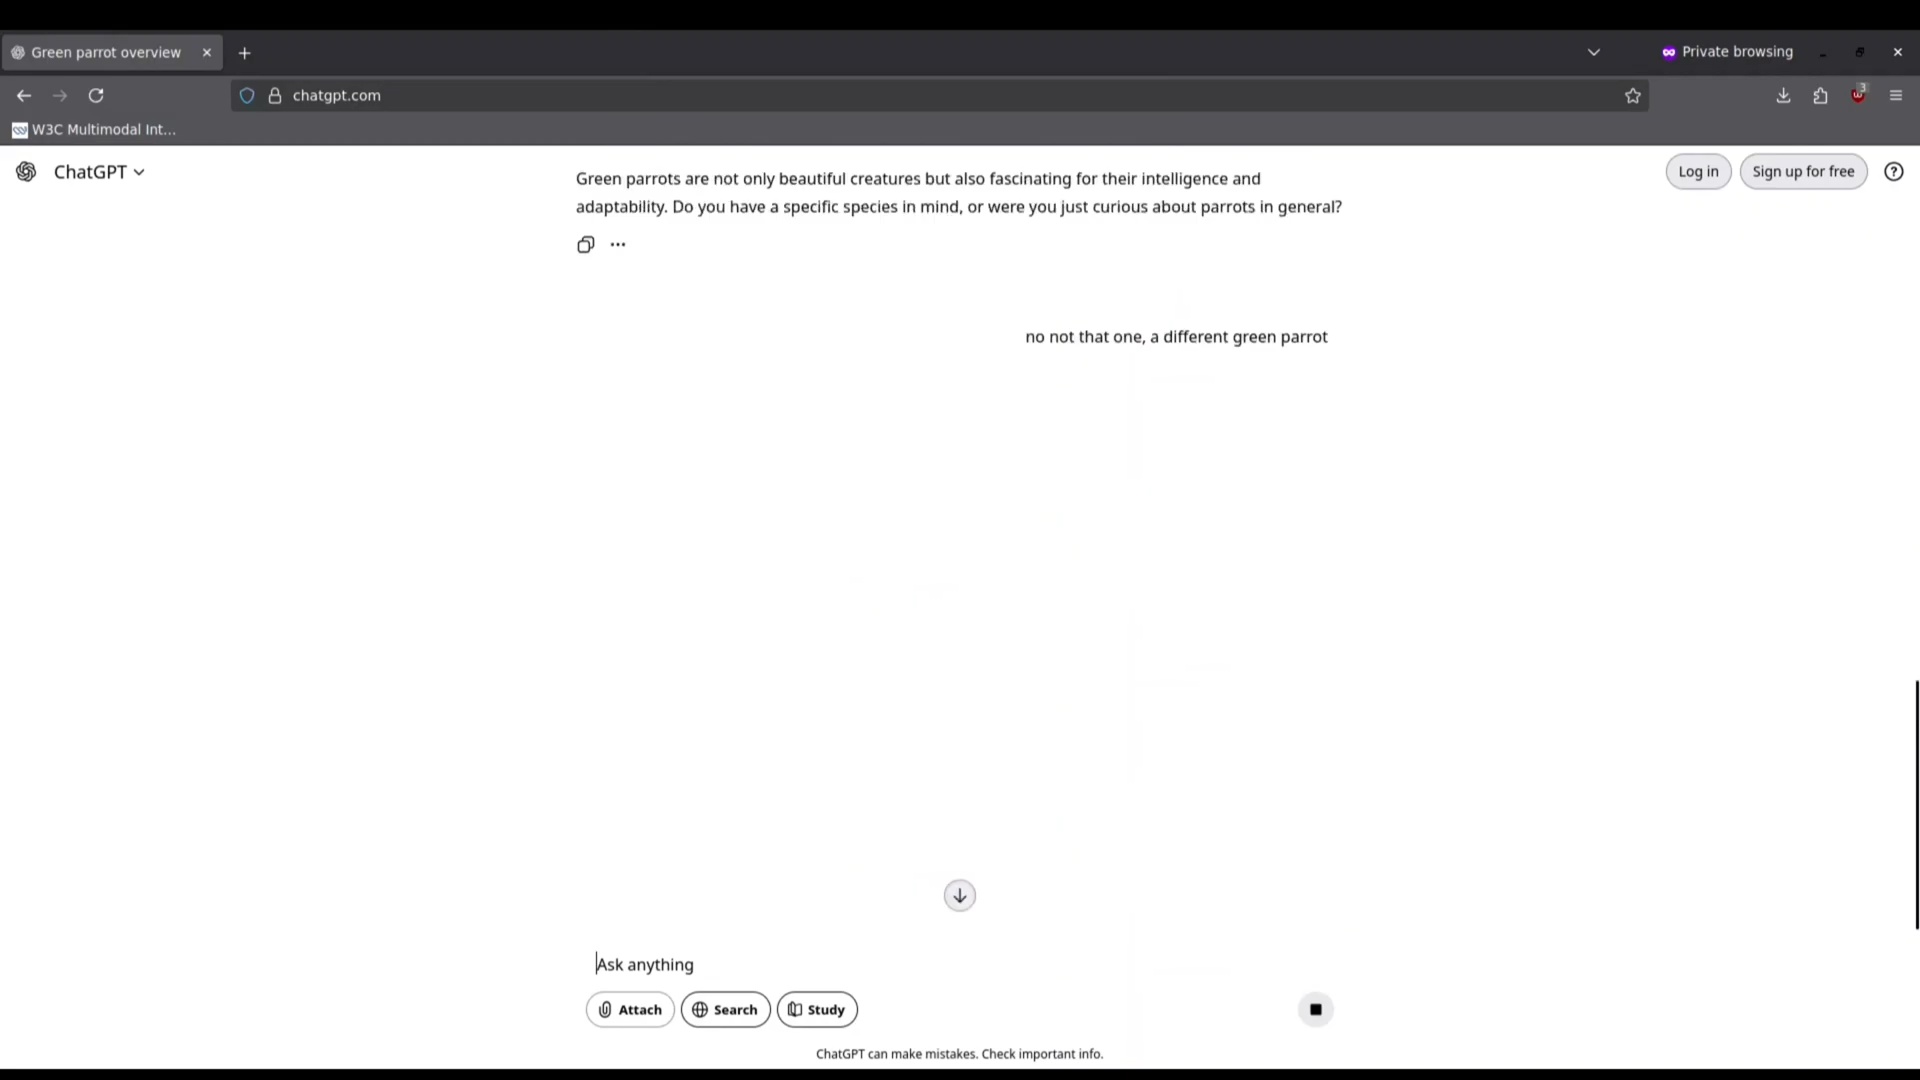 Green parrot overview
Private browsing
chatgpt.com
3
W3C Multimodal Int...
ChatGPT
Log in
Sign up for free
Green parrots are not only beautiful creatures but also fascinating for their intelligence and
adaptability. Do you have a specific species in mind, or were you just curious about parrots in general?
no not that one, a different green parrot
Ask anything
Attach
Search
Study
ChatGPT can make mistakes. Check important info.